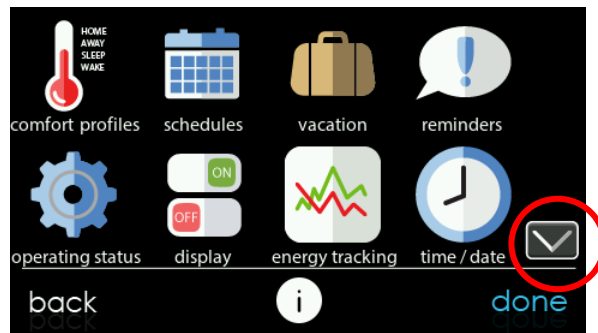 HOME
AWAY
SLEEP
WAKE
comfort profiles schedules vacation reminders
ON
OFF
operating status display energy tracking time / date
back i done